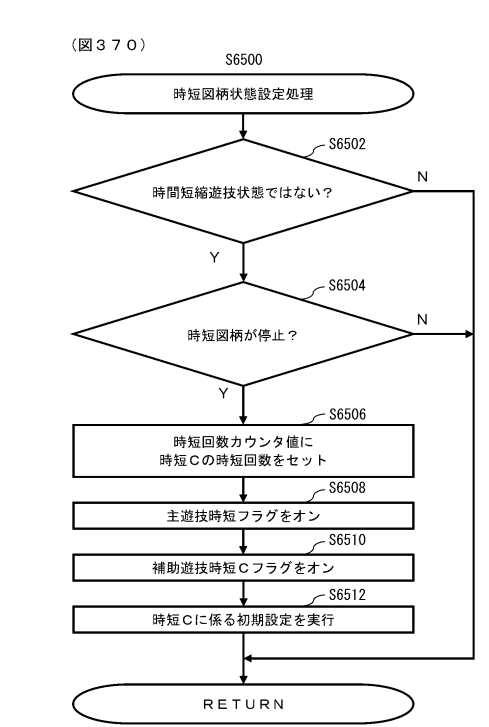 (図370)
S6500
時短図柄状態設定処理
S6502
時間短縮遊技状態ではない?
N
Y
S6504
時短図柄が停止?
N
Y
S6506
時短回数カウンタ値に
時短Cの時短回数をセット
S6508
主遊技時短フラグをオン
S6510
補助遊技時短Cフラグをオン
S6512
時短Cに係る初期設定を実行
RETURN